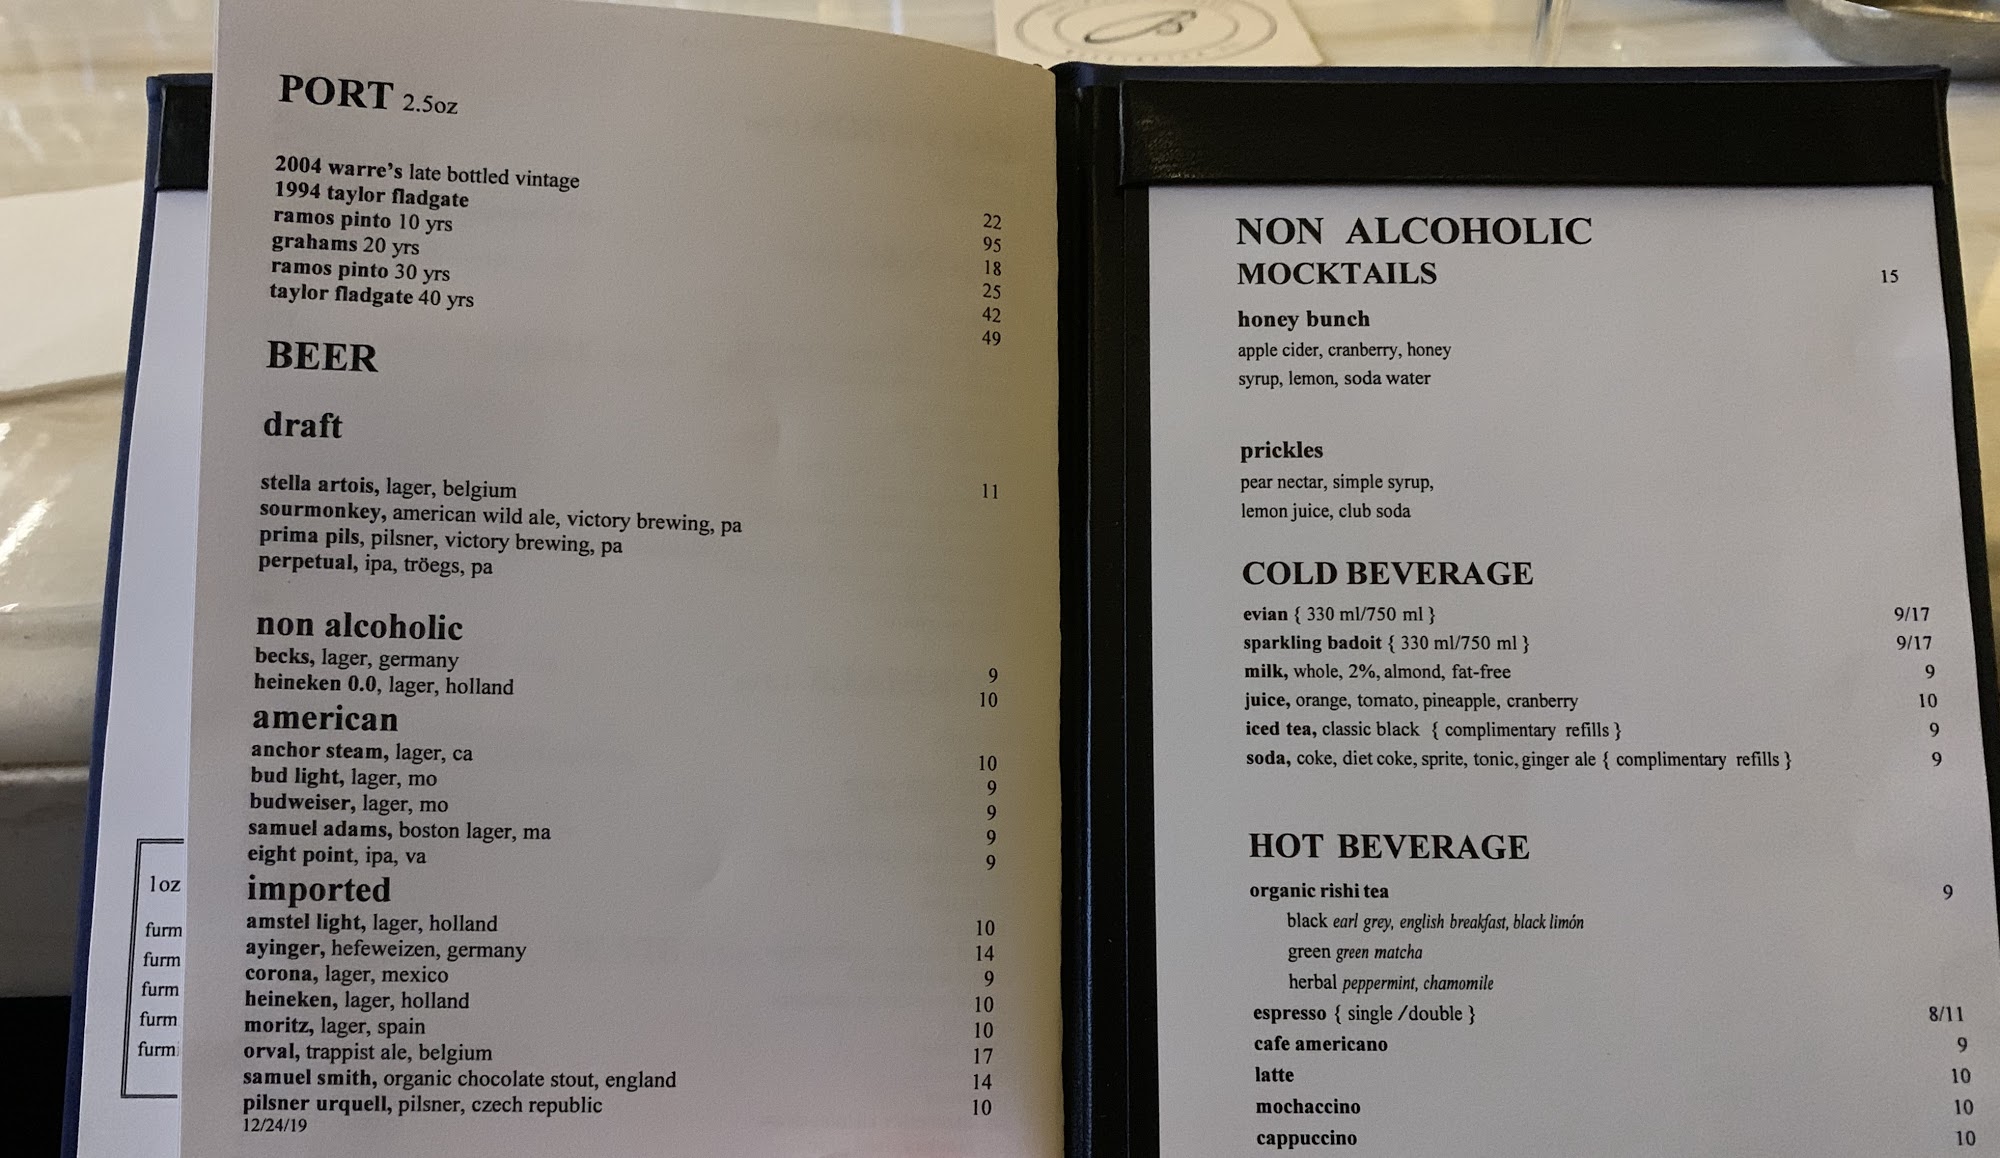 PORT 2.5oz
2004 warre's late bottled vintage
1994 taylor fladgate
ramos pinto 10 yrs 22
grahams 20 yrs 95
ramos pinto 30 yrs 18
taylor fladgate 40 yrs 25
42
49
BEER
draft
stella artois, lager, belgium 11
sourmonkey, american wild ale, victory brewing, pa
prima pils, pilsner, victory brewing, pa
perpetual, ipa, tröegs, pa
non alcoholic
becks, lager, germany 9
heineken 0.0, lager, holland 10
american
anchor steam, lager, ca 10
bud light, lager, mo 9
budweiser, lager, mo 9
samuel adams, boston lager, ma 9
eight point, ipa, va 9
imported
amstel light, lager, holland 10
ayinger, hefeweizen, germany 14
corona, lager, mexico 9
heineken, lager, holland 10
moritz, lager, spain 10
orval, trappist ale, belgium 17
samuel smith, organic chocolate stout, england 14
pilsner urquell, pilsner, czech republic 10
12/24/19
1oz
furm
furm
furm
furm
furm
B
NON ALCOHOLIC
MOCKTAILS 15
honey bunch
apple cider, cranberry, honey
syrup, lemon, soda water
prickles
pear nectar, simple syrup,
lemon juice, club soda
COLD BEVERAGE
evian { 330 ml/750 ml } 9/17
sparkling badoit { 330 ml/750 ml } 9/17
milk, whole, 2%, almond, fat-free 9
juice, orange, tomato, pineapple, cranberry 10
iced tea, classic black { complimentary refills } 9
soda, coke, diet coke, sprite, tonic, ginger ale { complimentary refills } 9
HOT BEVERAGE
organic rishi tea 9
black earl grey, english breakfast, black limón
green green matcha
herbal peppermint, chamomile
espresso { single /double } 8/11
cafe americano 9
latte 10
mochaccino 10
cappuccino 10